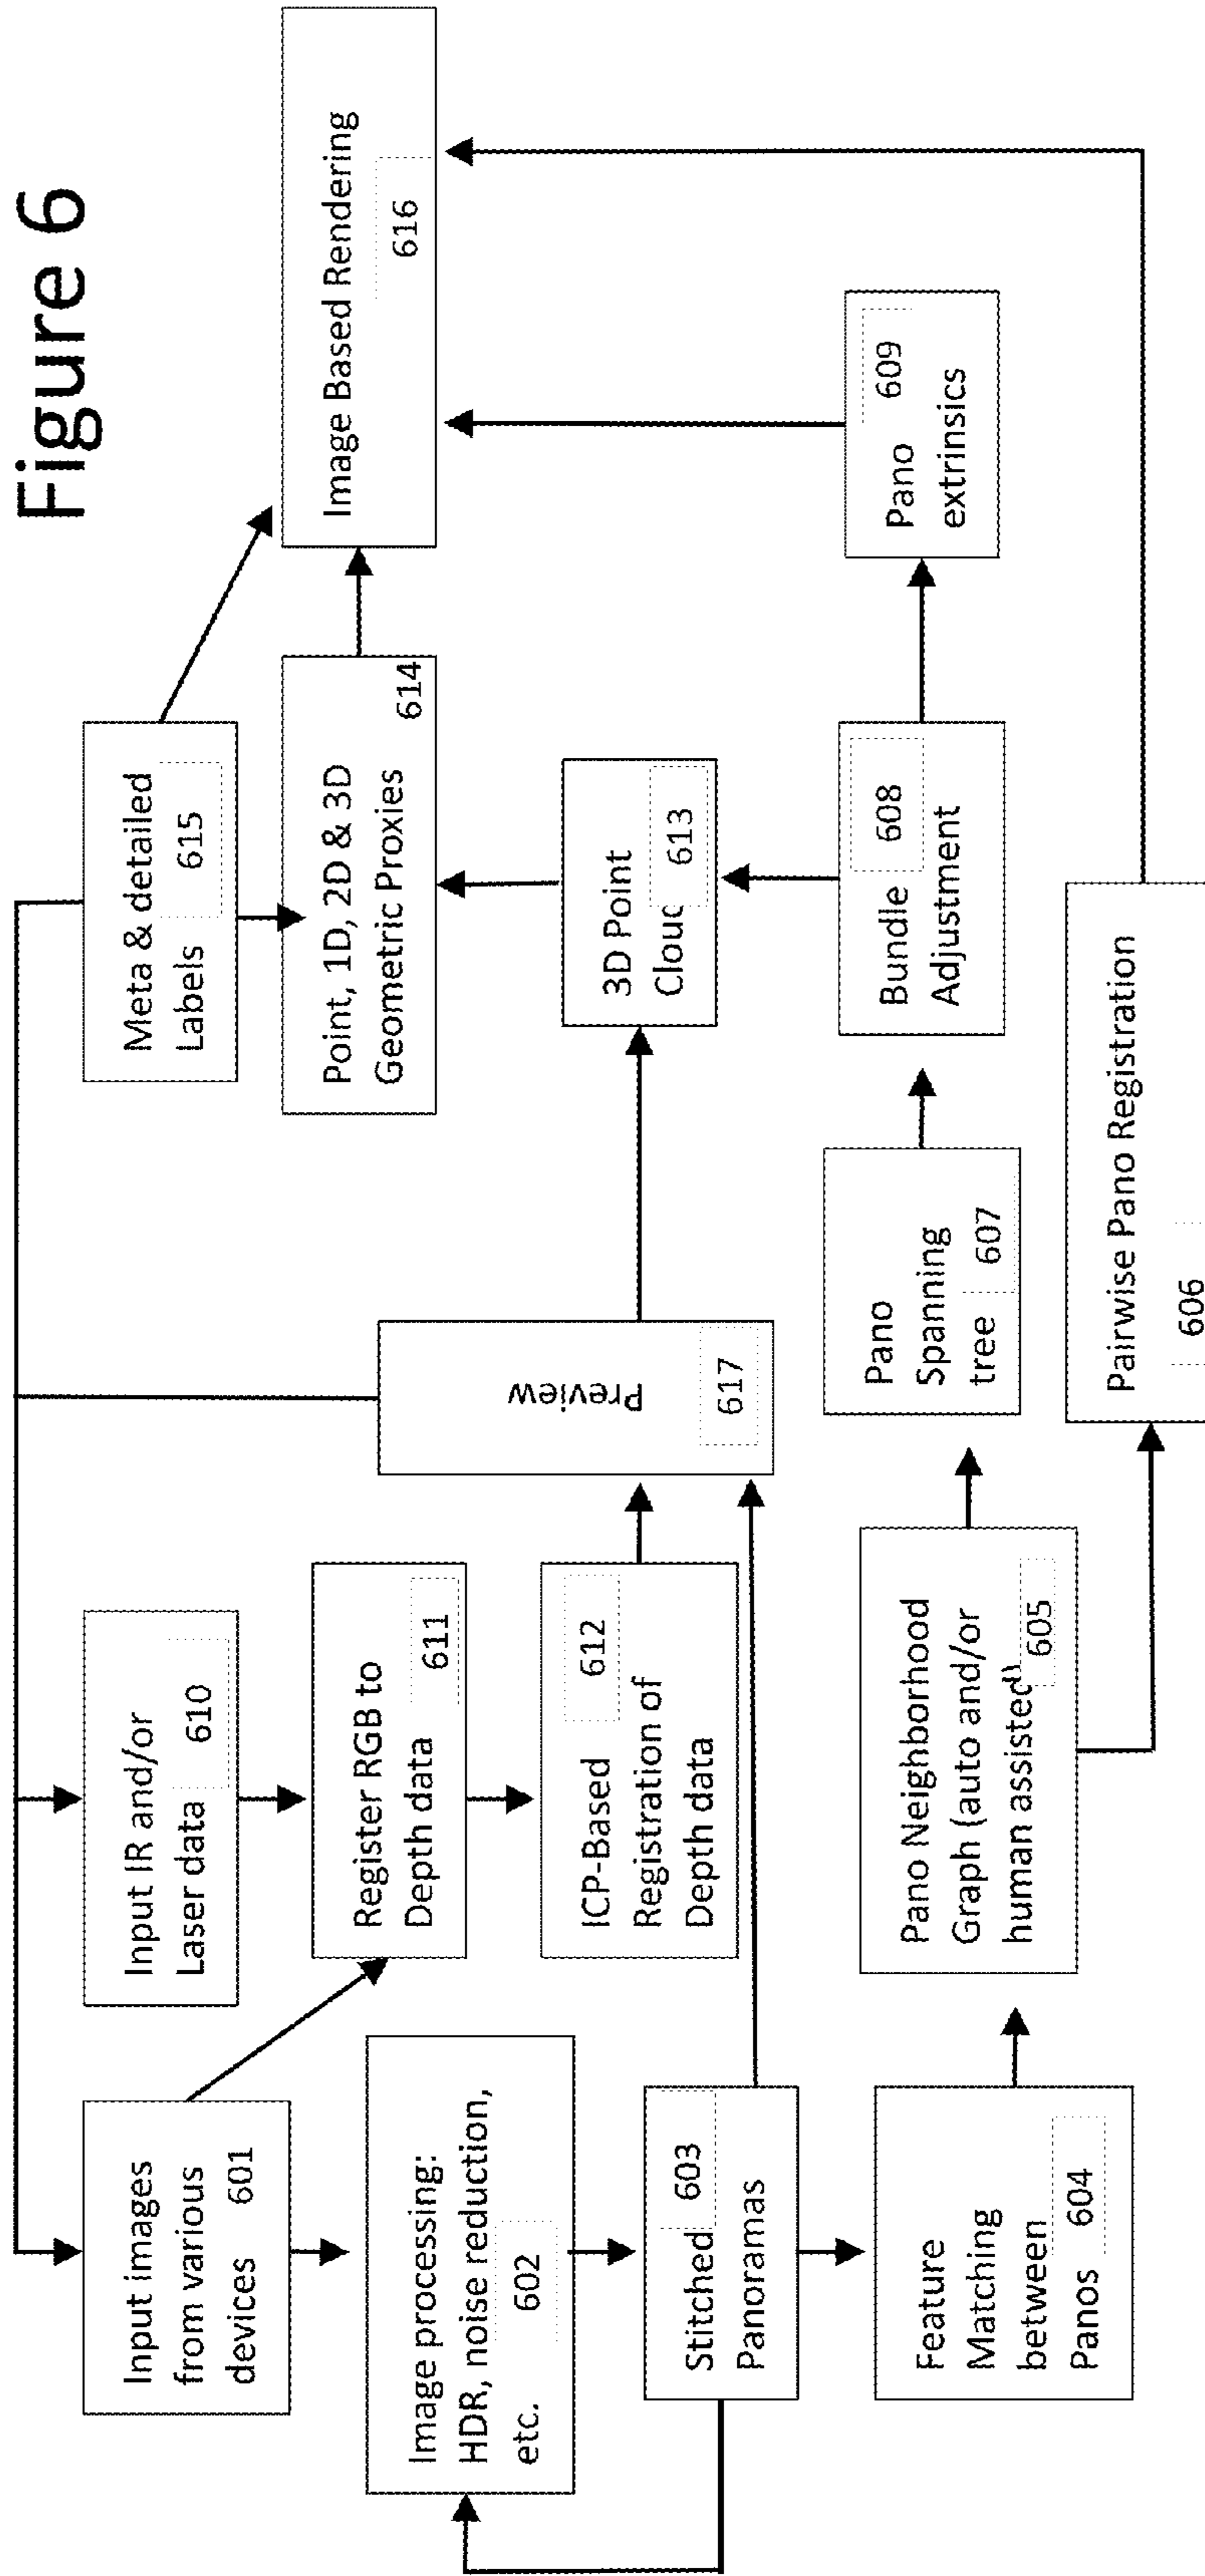 Figure 6
Input images
from various
devices 601
Image processing:
HDR, noise reduction,
etc. 602
Stitched 603
Panoramas
Feature
Matching
between
Panos 604
Input IR and/or
Laser data 610
Register RGB to
Depth data 611
ICP-Based 612
Registration of
Depth data
Pano Neighborhood
Graph (auto and/or
human assisted) 605
Preview
617
Pano
Spanning
tree 607
Pairwise Pano Registration
606
Meta & detailed
Labels 615
Point, 1D, 2D & 3D
Geometric Proxies 614
3D Point
Cloud 613
Bundle 608
Adjustment
Pano 609
extrinsics
Image Based Rendering
616